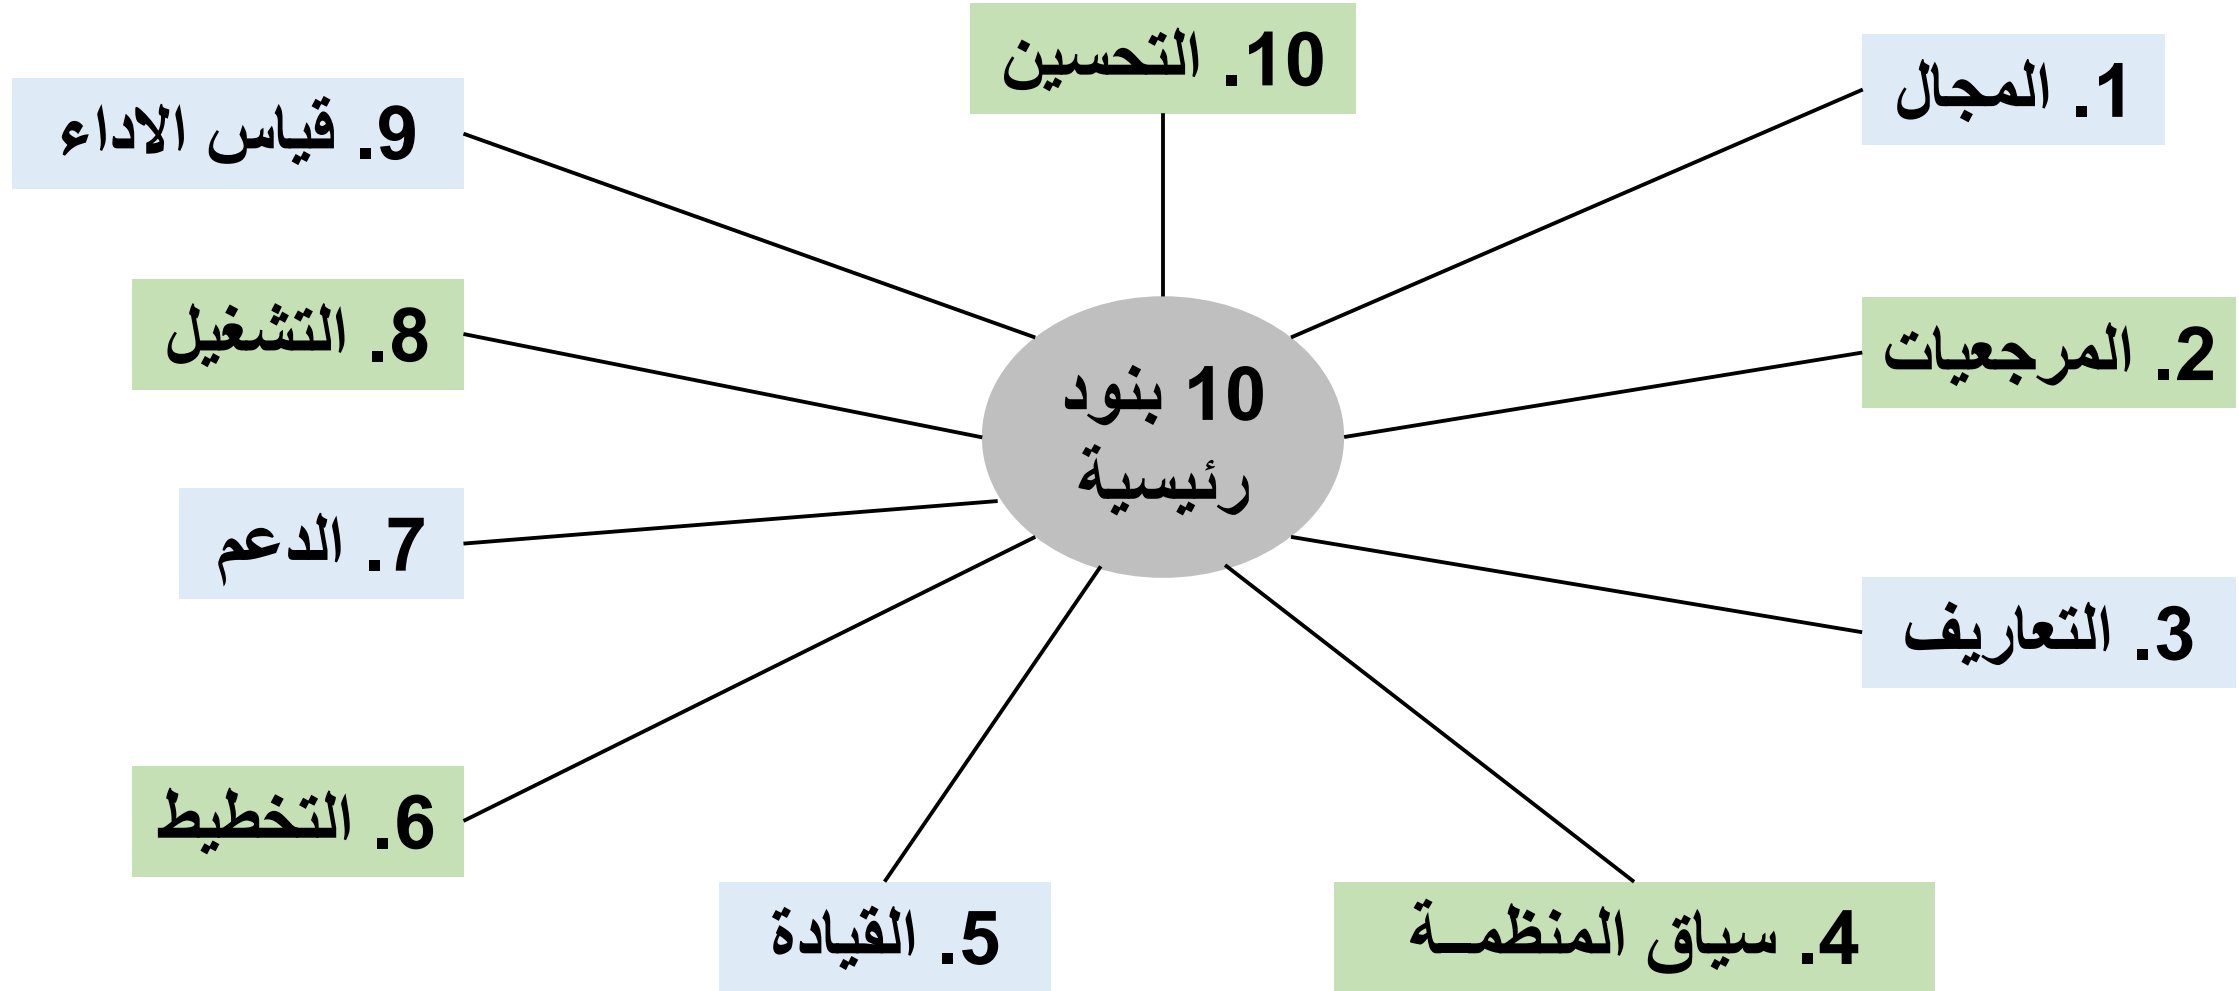 10 بنود
رئيسية
1. المجال
2. المرجعيات
3. التعاريف
4. سياق المنظمــة
5. القيادة
6. التخطيط
7. الدعم
8. التشغيل
9. قياس الاداء
10. التحسين